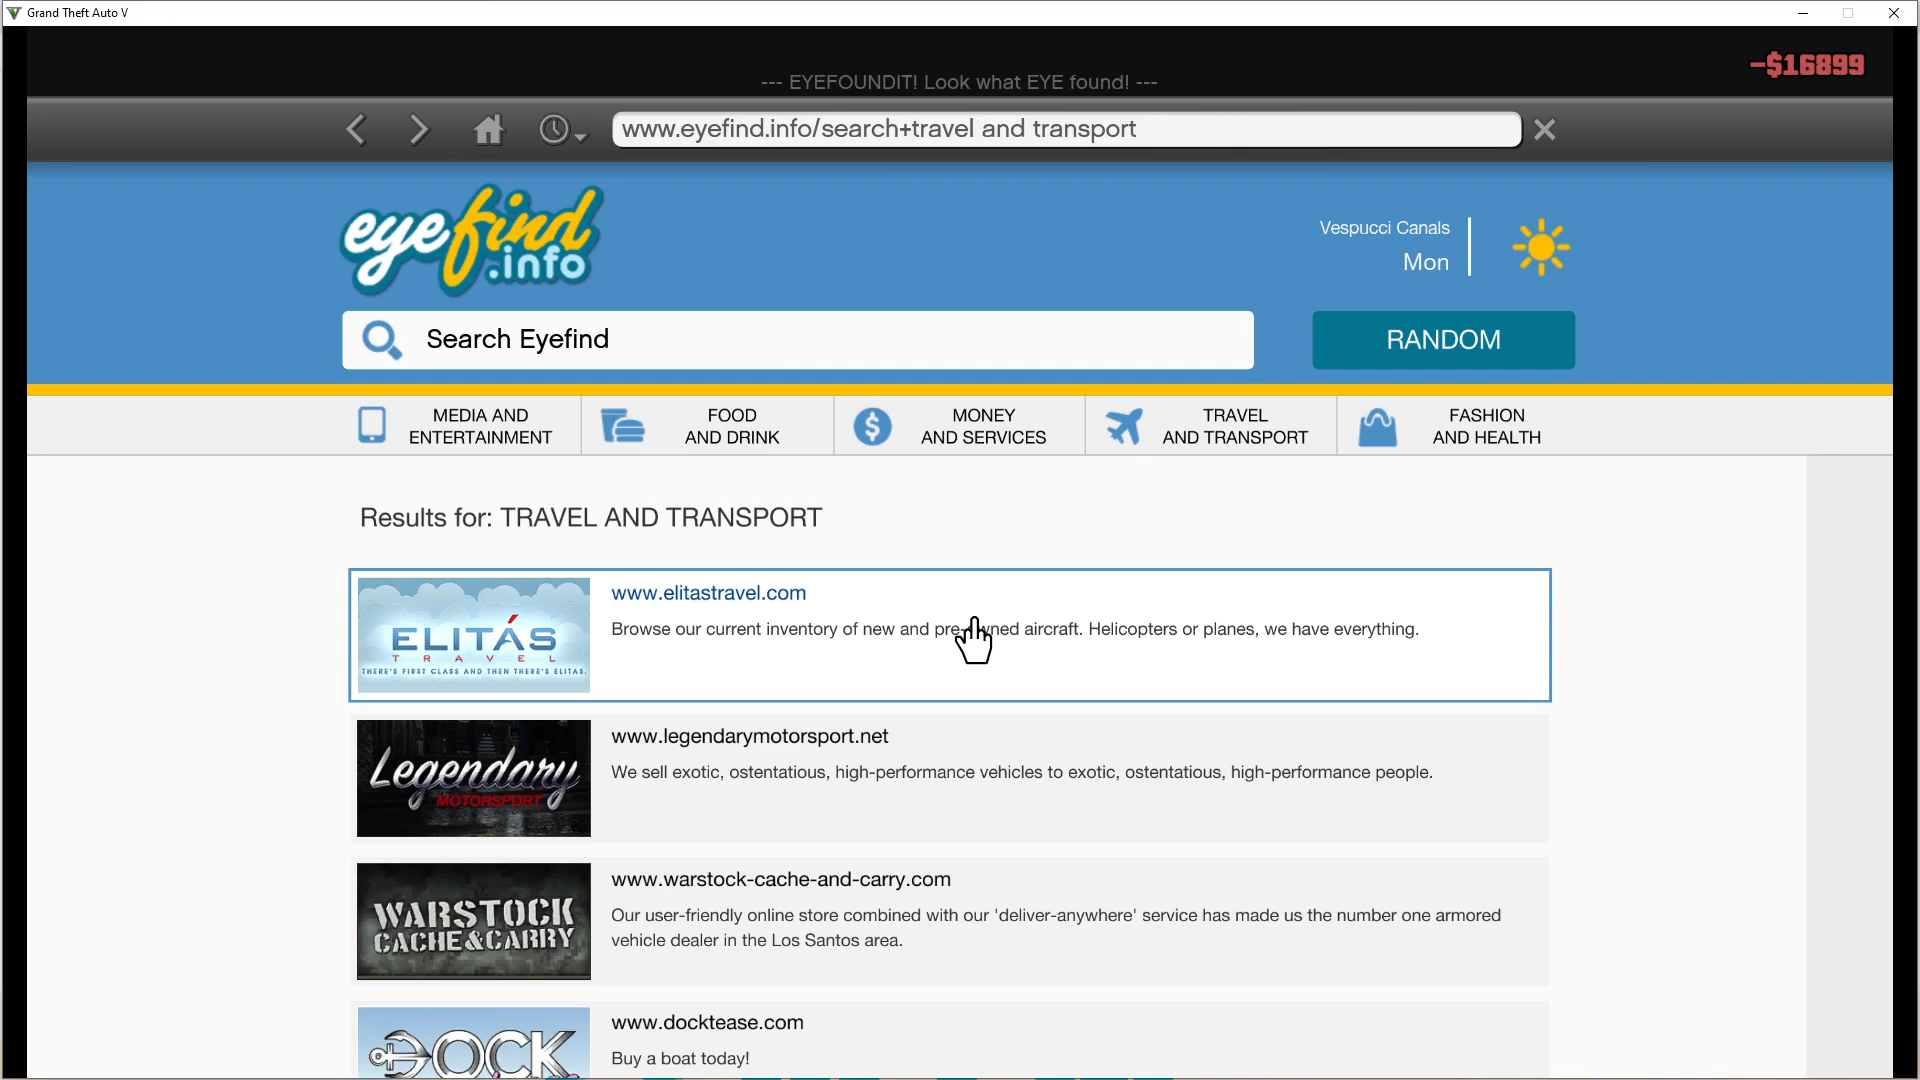 Grand Theft Auto V
-$16899
--- EYEFOUNDIT! Look what EYE found! ---
www.eyefind.info/search+travel and transport
eyefind
.info
Vespucci Canals
Mon
Search Eyefind
RANDOM
MEDIA AND
ENTERTAINMENT
FOOD
AND DRINK
MONEY
AND SERVICES
TRAVEL
AND TRANSPORT
FASHION
AND HEALTH
Results for: TRAVEL AND TRANSPORT
ELITÁS
TRAVEL
THERE'S FIRST CLASS AND THEN THERE'S ELITAS.
www.elitastravel.com
Browse our current inventory of new and pre-owned aircraft. Helicopters or planes, we have everything.
Legendary
MOTORSPORT
www.legendarymotorsport.net
We sell exotic, ostentatious, high-performance vehicles to exotic, ostentatious, high-performance people.
WARSTOCK
CACHE&CARRY
www.warstock-cache-and-carry.com
Our user-friendly online store combined with our 'deliver-anywhere' service has made us the number one armored
vehicle dealer in the Los Santos area.
DOCK
www.docktease.com
Buy a boat today!